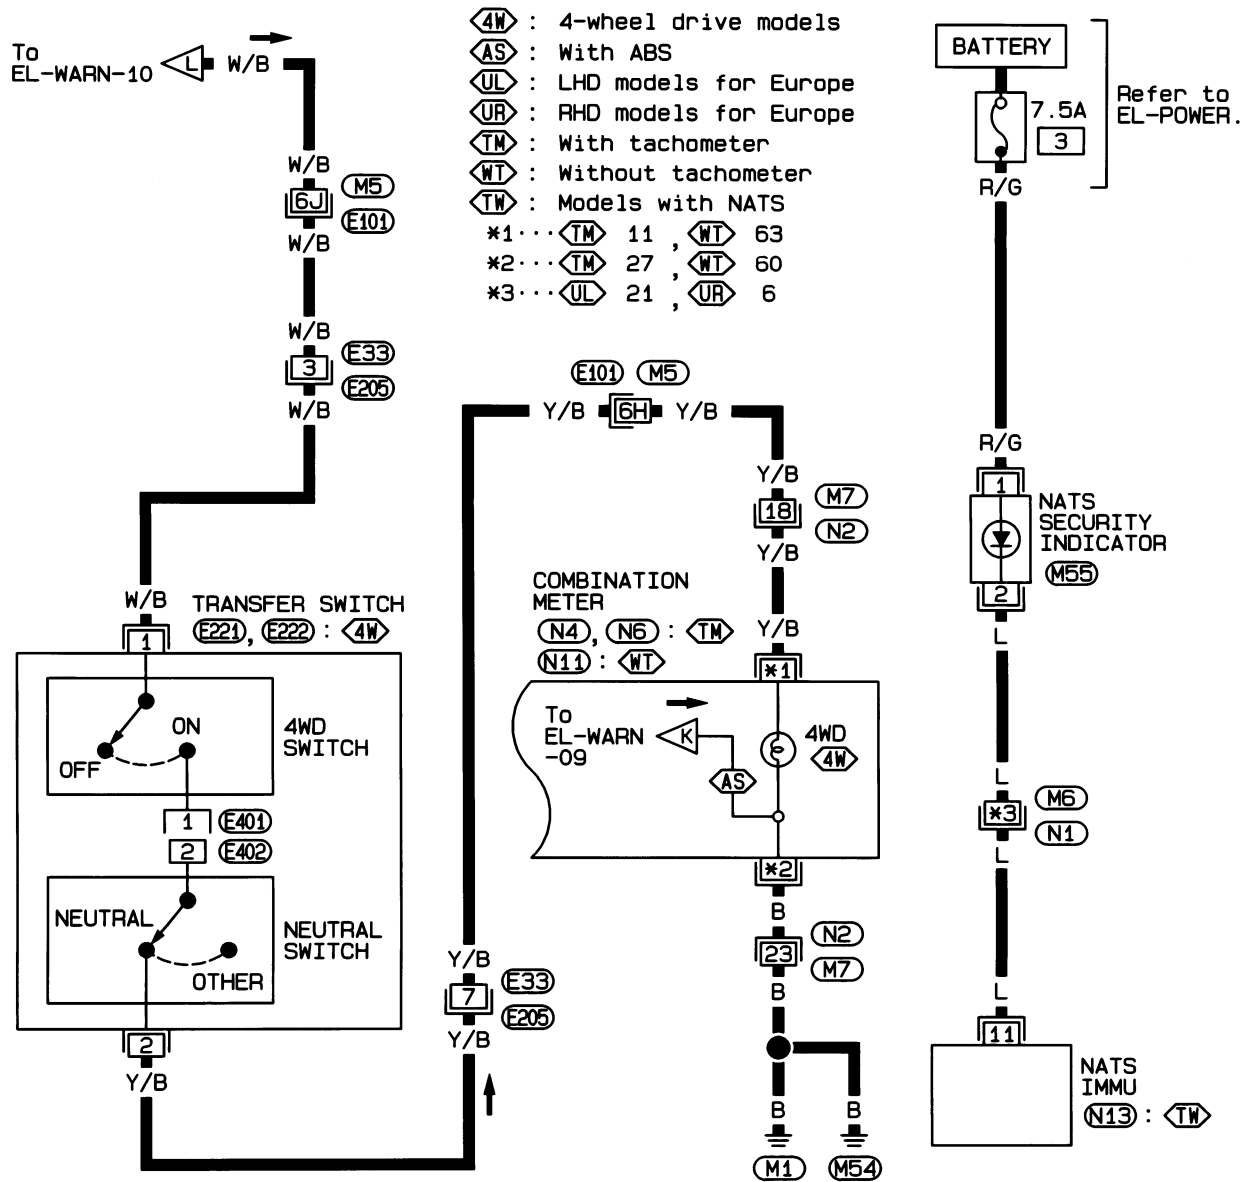 To
EL-WARN-10
L
W/B
W/B
6J
M5
E101
W/B
W/B
3
E33
E205
W/B
W/B
TRANSFER SWITCH
E221, E222 : 4W
1
4WD
SWITCH
ON
OFF
1
E401
2
E402
NEUTRAL
OTHER
NEUTRAL
SWITCH
2
Y/B
4W : 4-wheel drive models
AS : With ABS
UL : LHD models for Europe
UR : RHD models for Europe
TM : With tachometer
WT : Without tachometer
TW : Models with NATS
*1···TM 11 , WT 63
*2···TM 27 , WT 60
*3···UL 21 , UR 6
E101 M5
Y/B 6H Y/B
Y/B
18
M7
N2
Y/B
Y/B
COMBINATION
METER
N4, N6 : TM
N11 : WT
*1
To
EL-WARN
-09
K
AS
4WD
4W
*2
B
23
N2
M7
B
B
B
M1
M54
Y/B
7
E33
E205
Y/B
BATTERY
7.5A
3
Refer to
EL-POWER.
R/G
R/G
1
NATS
SECURITY
INDICATOR
M55
2
L
L
*3
M6
N1
L
L
11
NATS
IMMU
N13 : TW